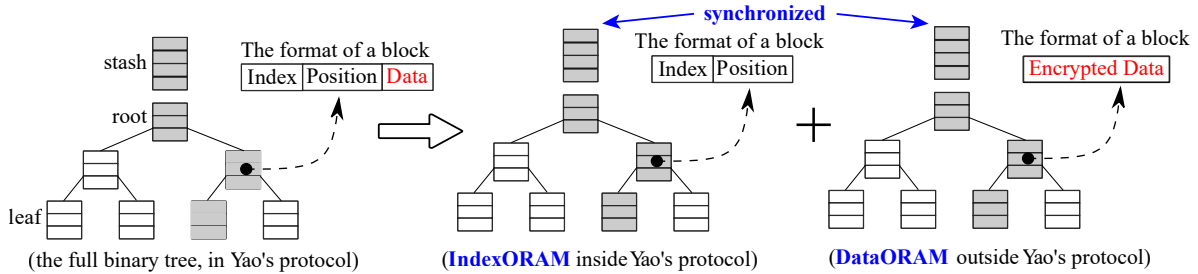 synchronized
The format of a block
stash
Index Position Data
root
leaf
(the full binary tree, in Yao's protocol)
The format of a block
Index Position
(IndexORAM inside Yao's protocol)
+
The format of a block
Encrypted Data
(DataORAM outside Yao's protocol)